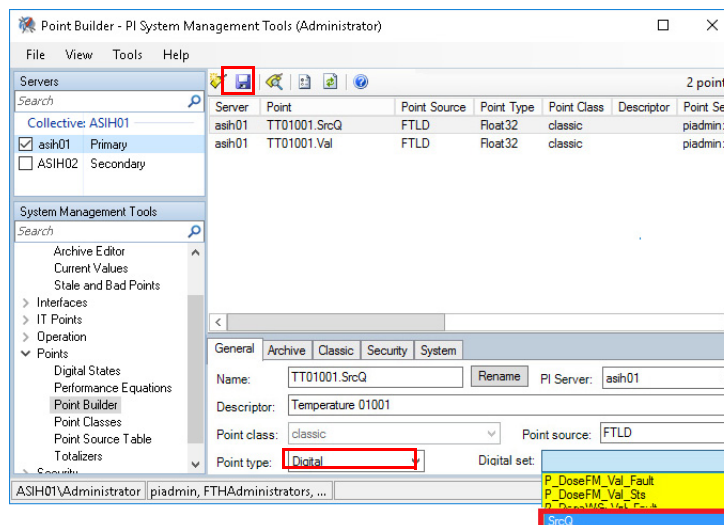 Point Builder - PI System Management Tools (Administrator)
File View Tools Help
Servers
Search
Collective: ASIH01
asih01 Primary
ASIH02 Secondary
2 point
Server Point Point Source Point Type Point Class Descriptor Point Se
asih01 TT01001.SrcQ FTLD Float32 classic piadmin:
asih01 TT01001.Val FTLD Float32 classic piadmin:
System Management Tools
Search
Archive Editor
Current Values
Stale and Bad Points
Interfaces
IT Points
Operation
Points
Digital States
Performance Equations
Point Builder
Point Classes
Point Source Table
Totalizers
Security
General Archive Classic Security System
Name: TT01001.SrcQ Rename PI Server: asih01
Descriptor: Temperature 01001
Point class: classic Point source: FTLD
Point type: Digital Digital set:
P_DoseFM_Val_Fault
P_DoseFM_Val_Sts
P_DoseWS_Val_Fault
SrcQ
ASIH01\Administrator piadmin, FTHAdministrators, ...